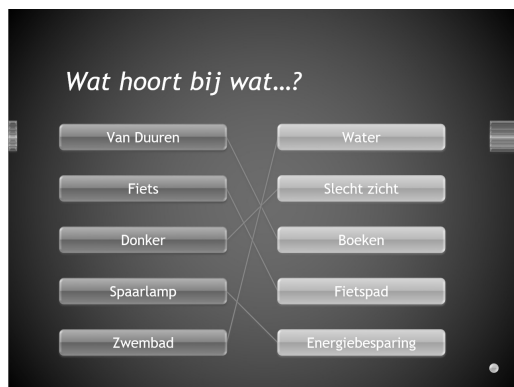 Wat hoort bij wat...?
Van Duuren
Water
Fiets
Slecht zicht
Donker
Boeken
Spaarlamp
Fietspad
Zwembad
Energiebesparing